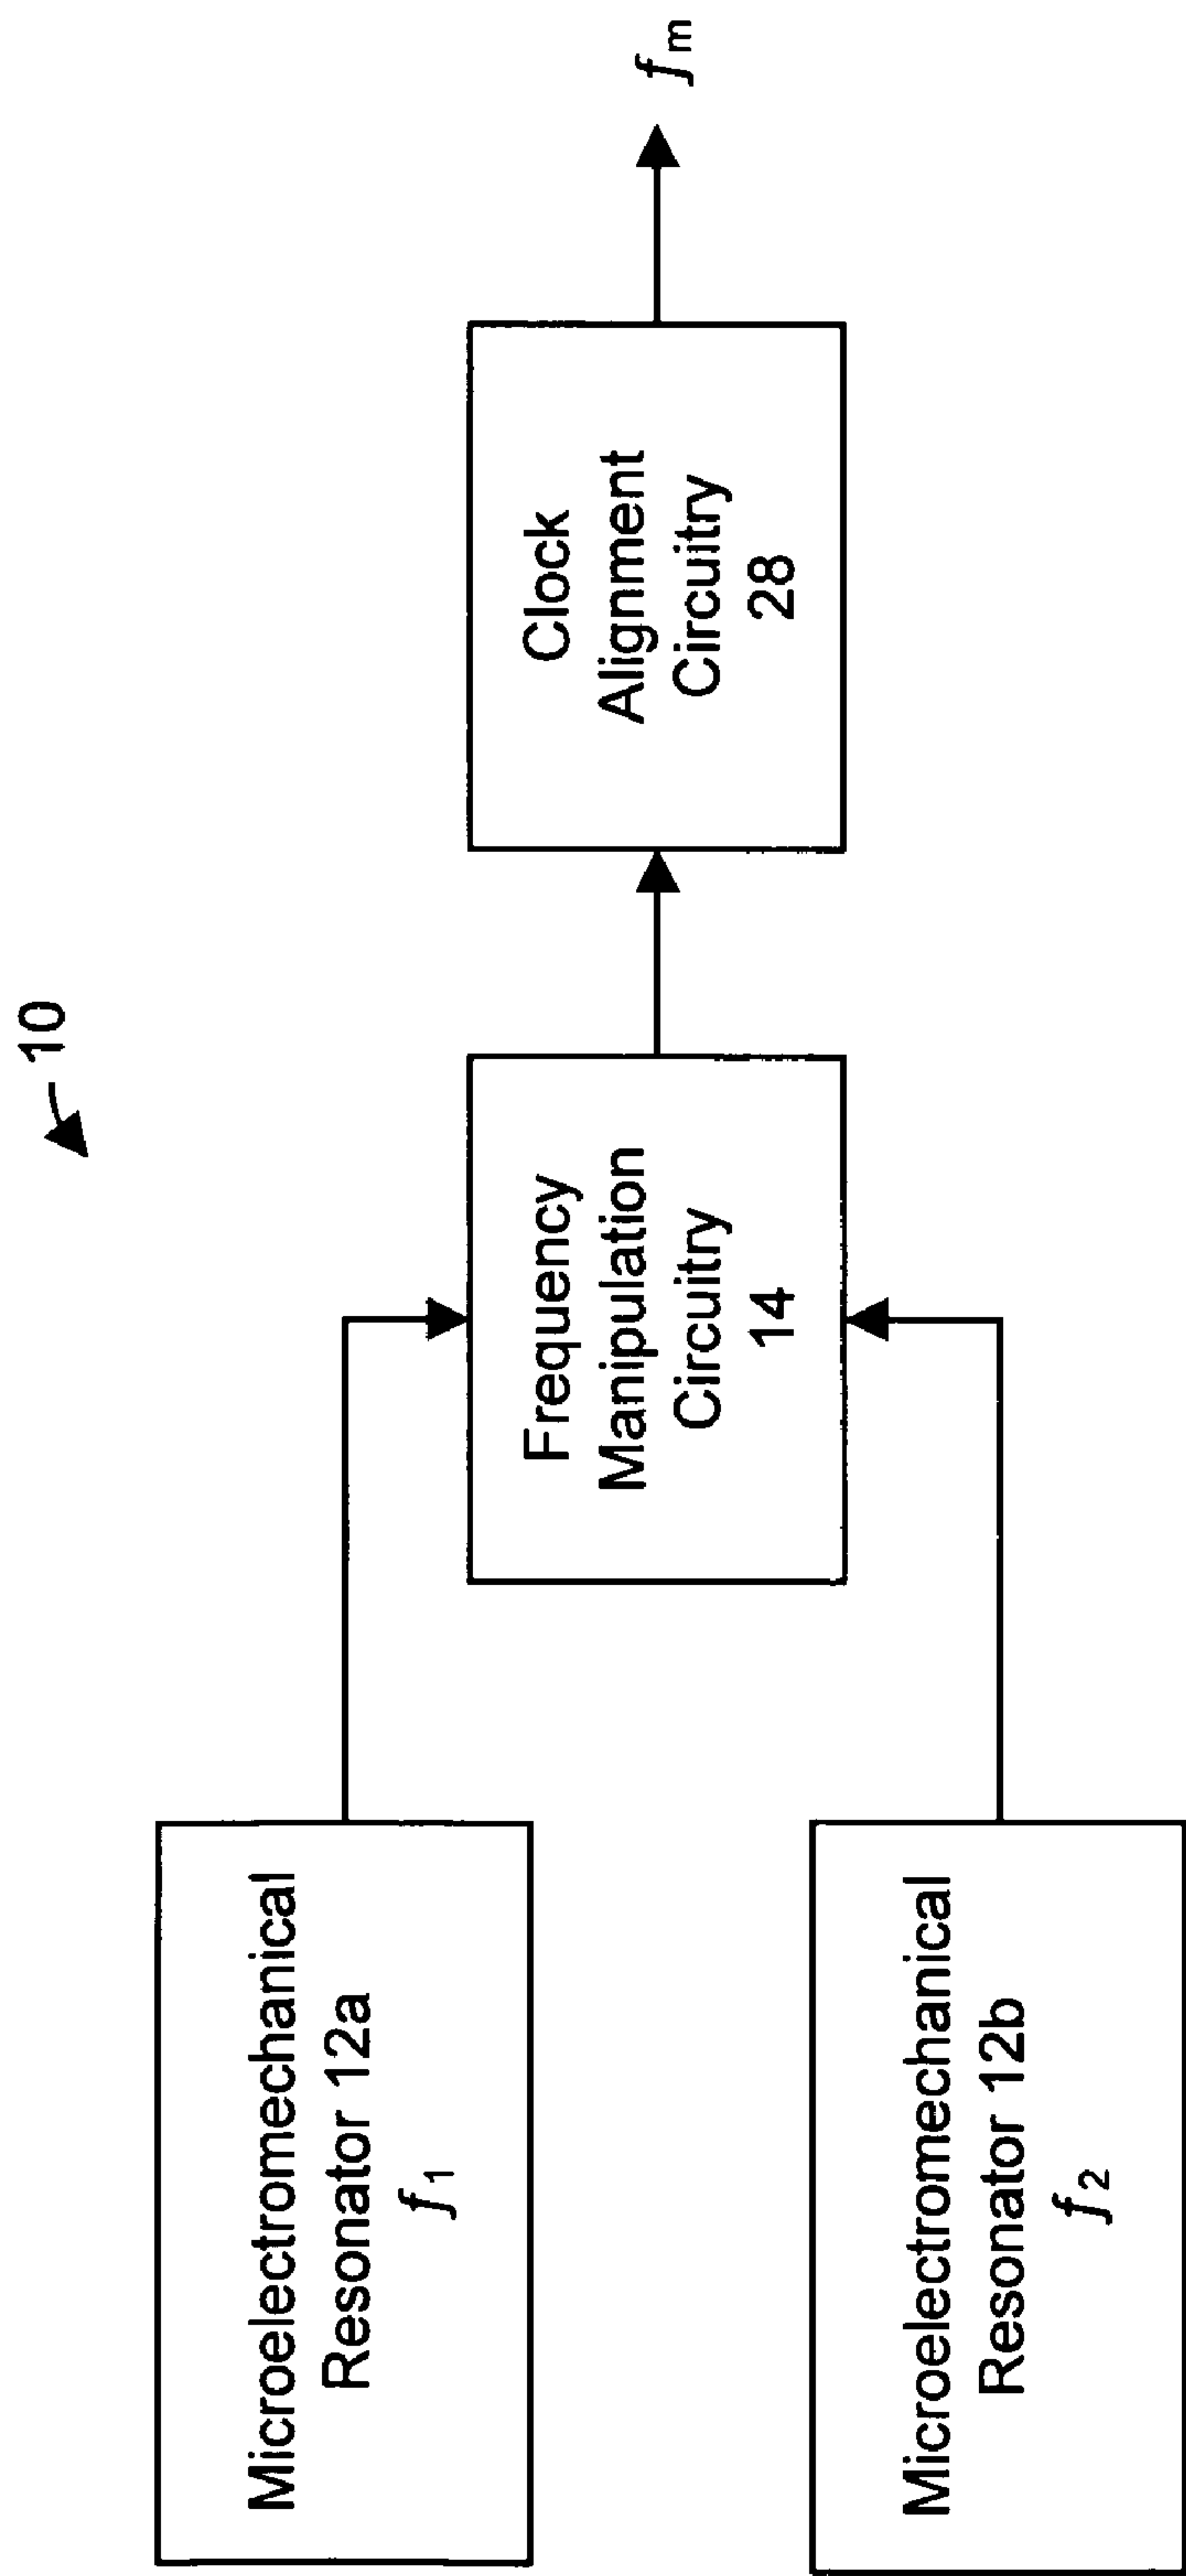 10
Microelectromechanical
Resonator 12a
f1
Frequency
Manipulation
Circuitry
14
Clock
Alignment
Circuitry
28
fm
Microelectromechanical
Resonator 12b
f2